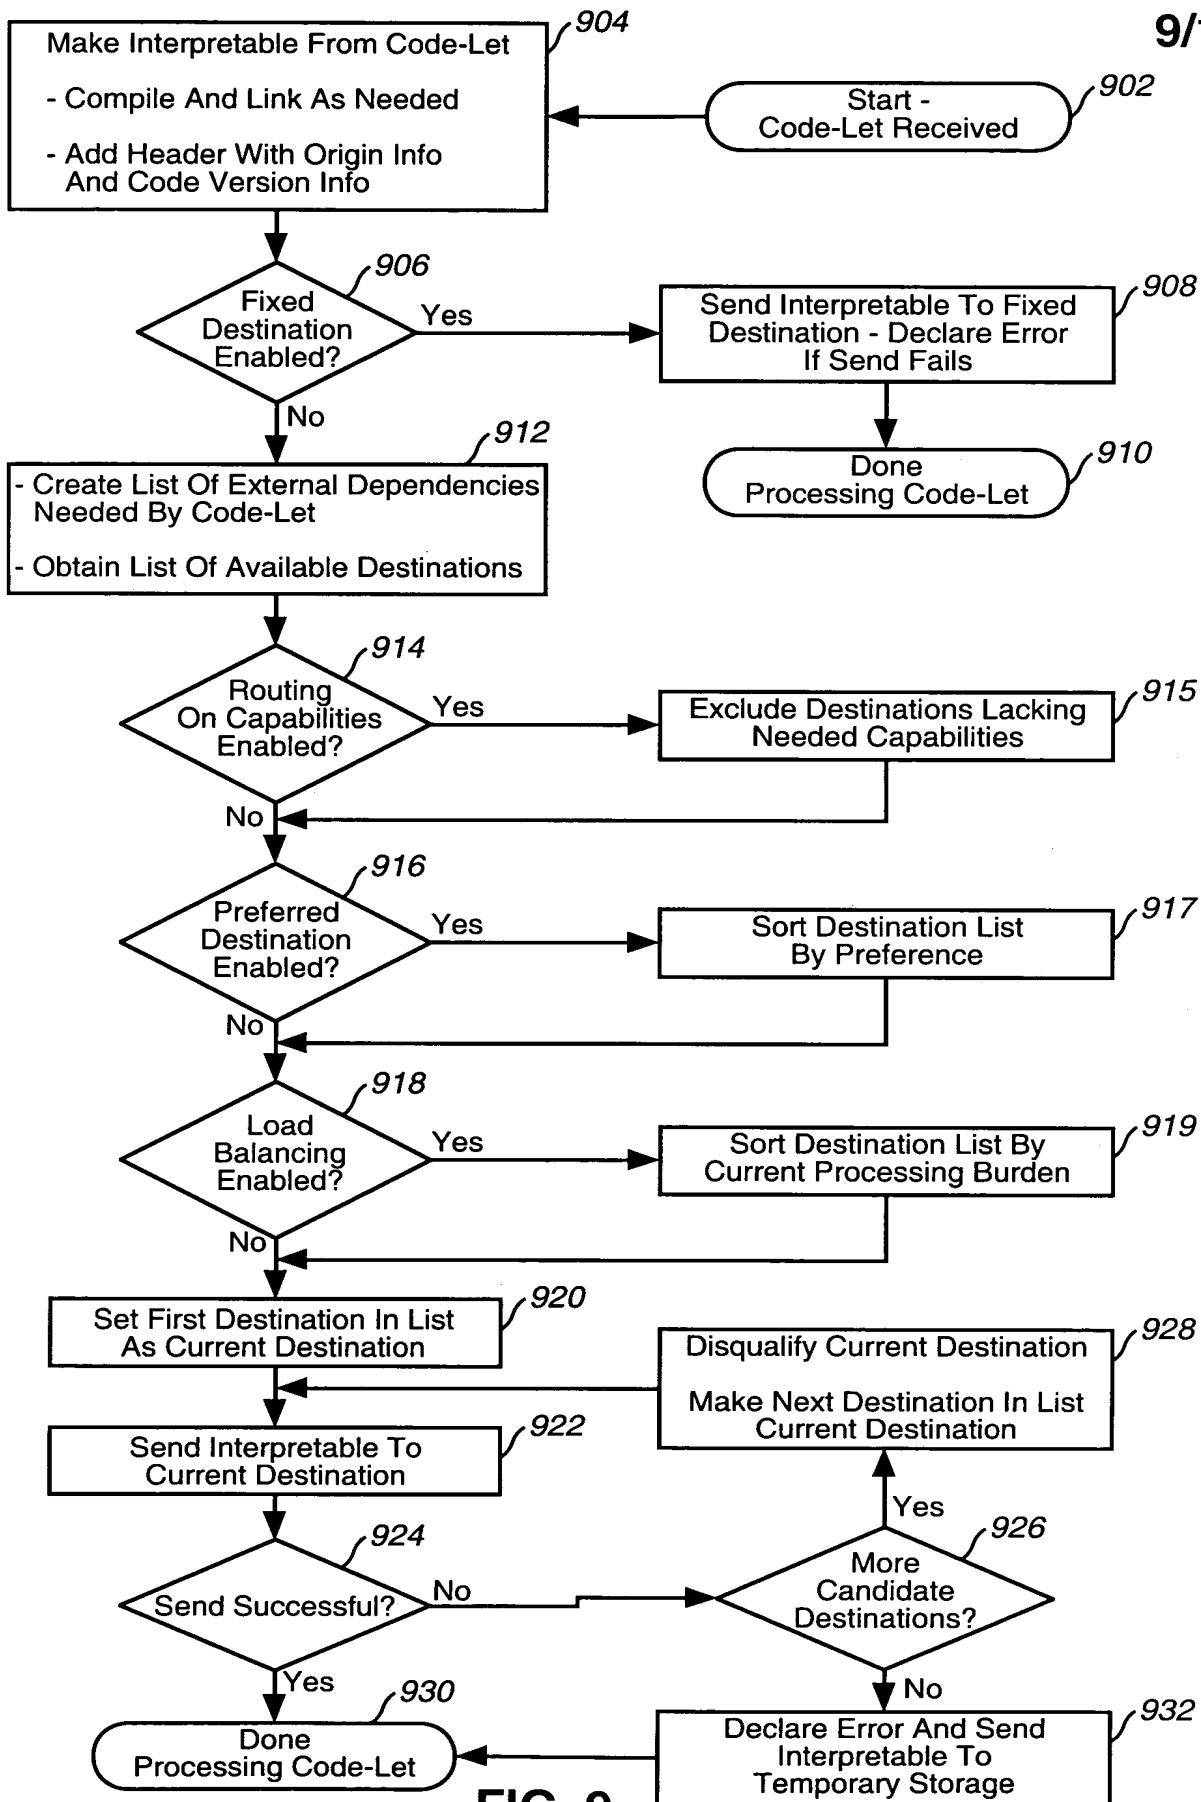 904
9/
Make Interpretable From Code-Let
- Compile And Link As Needed
- Add Header With Origin Info
And Code Version Info
902
Start -
Code-Let Received
906
Fixed
Destination
Enabled?
Yes
No
908
Send Interpretable To Fixed
Destination - Declare Error
If Send Fails
910
Done
Processing Code-Let
912
- Create List Of External Dependencies
Needed By Code-Let
- Obtain List Of Available Destinations
914
Routing
On Capabilities
Enabled?
Yes
No
915
Exclude Destinations Lacking
Needed Capabilities
916
Preferred
Destination
Enabled?
Yes
No
917
Sort Destination List
By Preference
918
Load
Balancing
Enabled?
Yes
No
919
Sort Destination List By
Current Processing Burden
920
Set First Destination In List
As Current Destination
928
Disqualify Current Destination
Make Next Destination In List
Current Destination
922
Send Interpretable To
Current Destination
Yes
924
Send Successful?
No
Yes
926
More
Candidate
Destinations?
No
930
Done
Processing Code-Let
932
Declare Error And Send
Interpretable To
Temporary Storage
FIG. 9